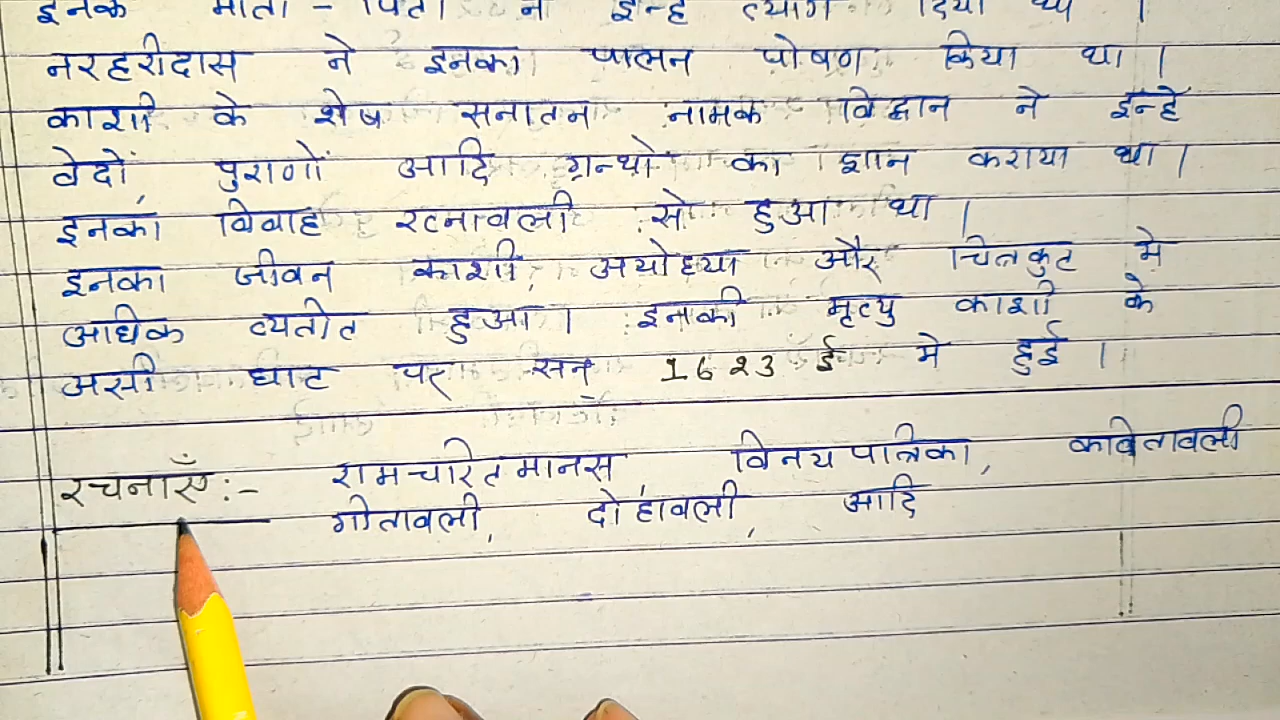 इनके माता - पिता ने इन्हे त्याग दिया था ।
नरहरीदास ने इनका पालन पोषण किया था ।
काशी के शेष सनातन नामक विद्वान ने इन्हे
वेदों, पुराणों आदि ग्रन्थो का ज्ञान कराया था ।
इनका विवाह रत्नावली से हुआ था ।
इनका जीवन काशी, अयोध्या और चित्रकुट मे
अधिक व्यतीत हुआ । इनकी मृत्यु काशी के
असी घाट पर सन् 1623 ई मे हुई ।
रचनाएँ :- रामचरितमानस, विनयपत्रिका, कवितावली
गीतावली, दोहावली, आदि